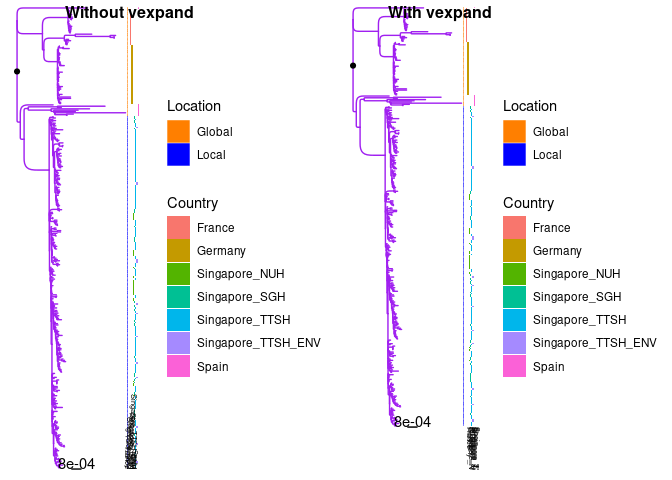 Without vexpand
Location
Global
Local
Country
France
Germany
Singapore_NUH
Singapore_SGH
Singapore_TTSH
Singapore_TTSH_ENV
Spain
8e-04
With vexpand
Location
Global
Local
Country
France
Germany
Singapore_NUH
Singapore_SGH
Singapore_TTSH
Singapore_TTSH_ENV
Spain
8e-04